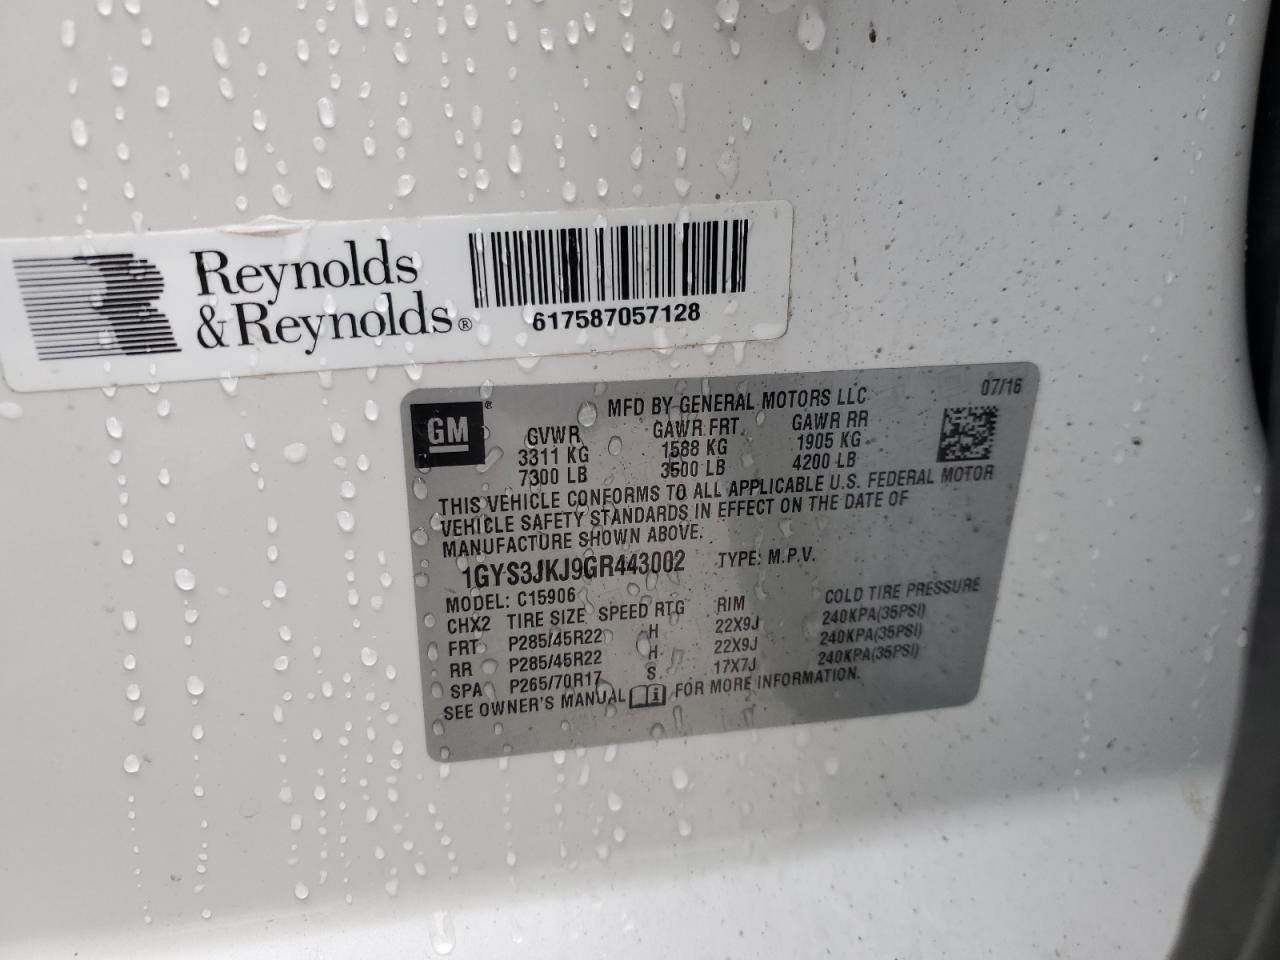 Reynolds
&Reynolds®
617587057128
GM®
MFD BY GENERAL MOTORS LLC
07/16
GVWR GAWR FRT GAWR RR
3311 KG 1588 KG 1905 KG
7300 LB 3500 LB 4200 LB
THIS VEHICLE CONFORMS TO ALL APPLICABLE U.S. FEDERAL MOTOR
VEHICLE SAFETY STANDARDS IN EFFECT ON THE DATE OF
MANUFACTURE SHOWN ABOVE.
1GYS3JKJ9GR443002 TYPE: M.P.V.
MODEL: C15906
CHX2 TIRE SIZE SPEED RTG RIM COLD TIRE PRESSURE
FRT P285/45R22 H 22X9J 240KPA(35PSI)
RR P285/45R22 H 22X9J 240KPA(35PSI)
SPA P265/70R17 S 17X7J 240KPA(35PSI)
SEE OWNER'S MANUAL i FOR MORE INFORMATION.